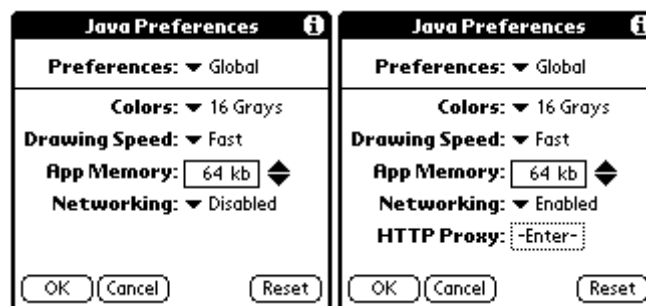 Java Preferences i
Preferences: Global
Colors: 16 Grays
Drawing Speed: Fast
App Memory: 64 kb
Networking: Disabled
OK Cancel Reset
Java Preferences i
Preferences: Global
Colors: 16 Grays
Drawing Speed: Fast
App Memory: 64 kb
Networking: Enabled
HTTP Proxy: -Enter-
OK Cancel Reset